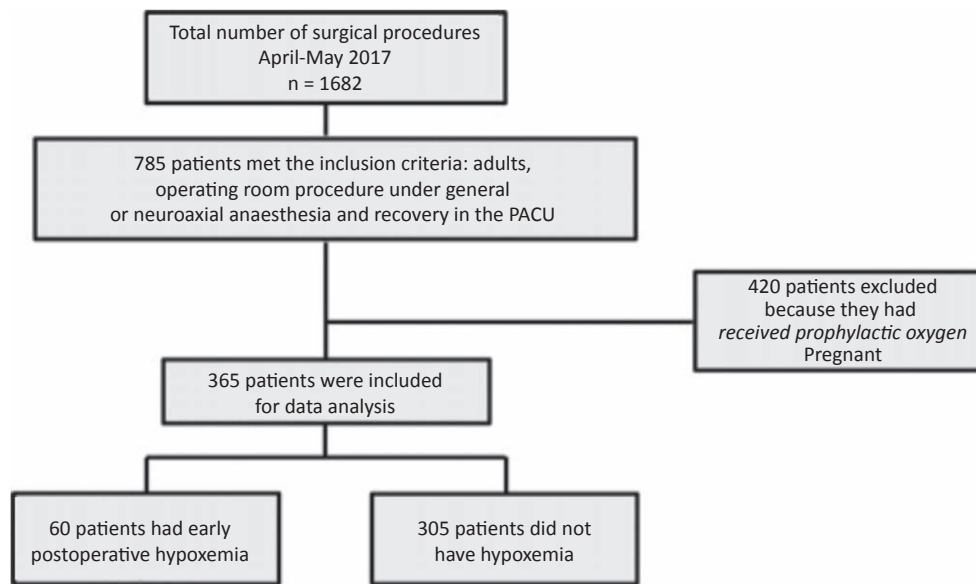 Total number of surgical procedures
April-May 2017
n = 1682
785 patients met the inclusion criteria: adults,
operating room procedure under general
or neuroaxial anaesthesia and recovery in the PACU
420 patients excluded
because they had
received prophylactic oxygen
Pregnant
365 patients were included
for data analysis
60 patients had early
postoperative hypoxemia
305 patients did not
have hypoxemia